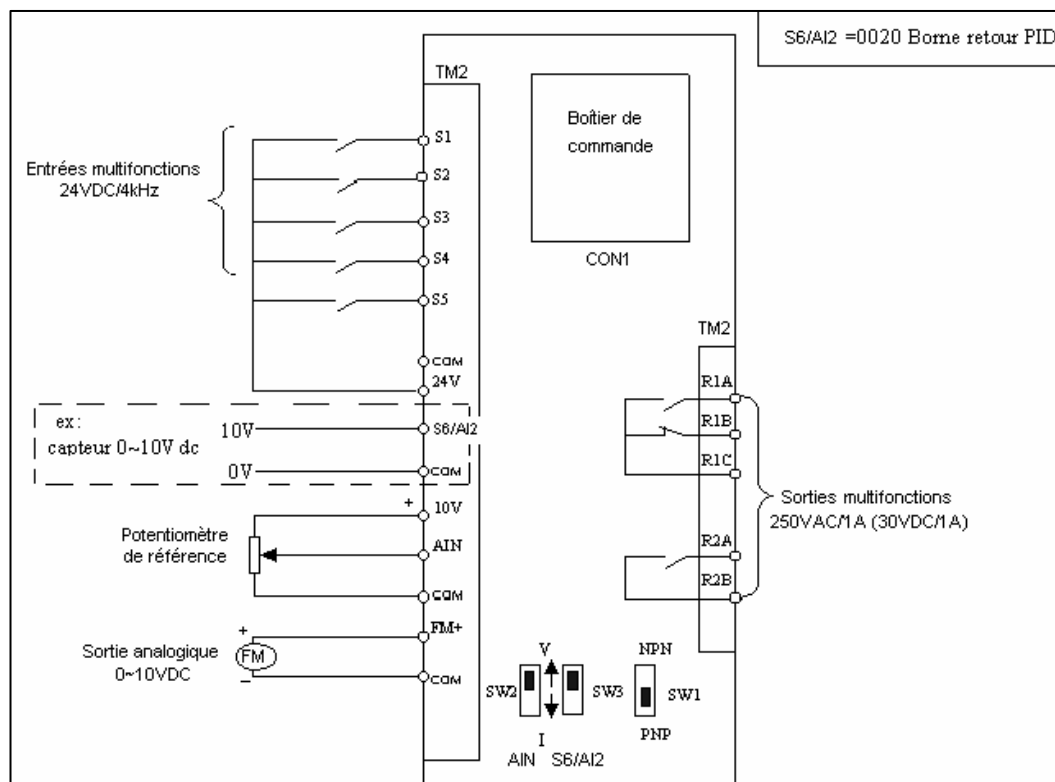 S6/AI2 =0020 Borne retour PID
TM2
Boîtier de
commande
CON1
Entrées multifonctions
24VDC/4kHz
S1
S2
S3
S4
S5
COM
24V
ex :
capteur 0~10V dc
10V
S6/AI2
0V
COM
Potentiomètre
de référence
+
10V
AIN
COM
Sortie analogique
0~10VDC
+
FM
−
FM+
COM
TM2
R1A
R1B
R1C
R2A
R2B
Sorties multifonctions
250VAC/1A (30VDC/1A)
V
SW2
SW3
I
AIN S6/AI2
NPN
SW1
PNP